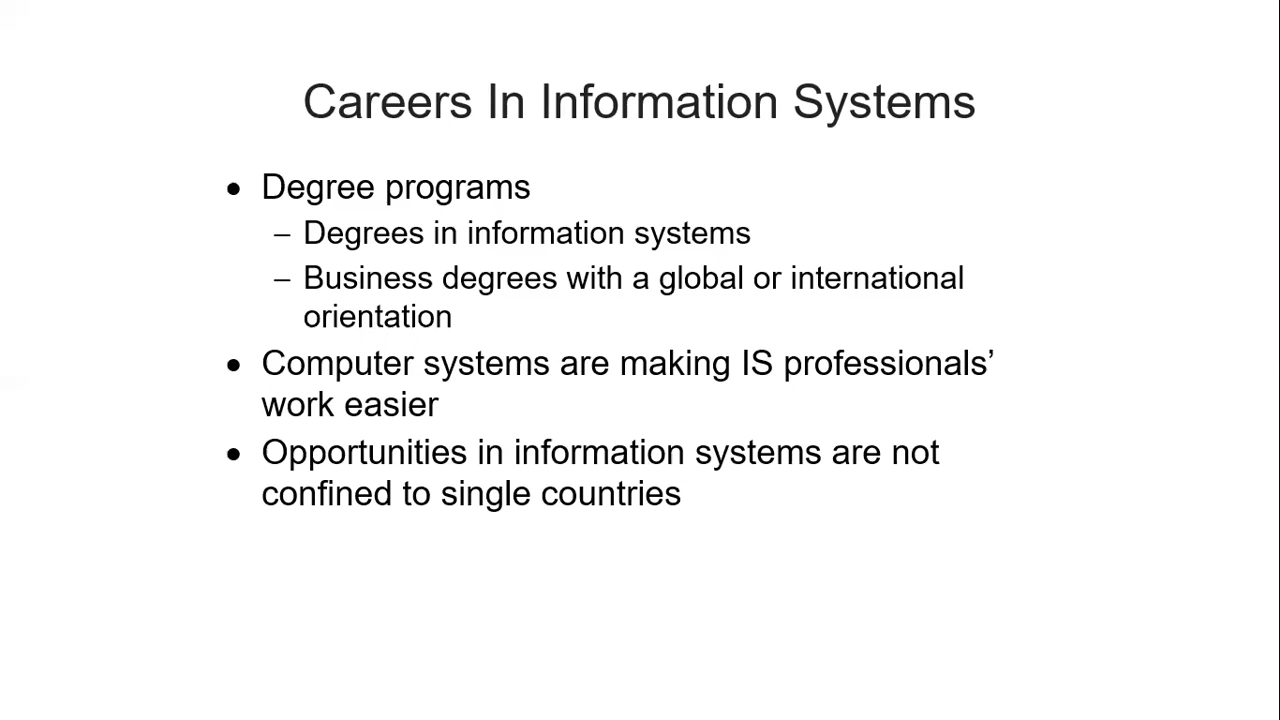 Careers In Information Systems
• Degree programs
– Degrees in information systems
– Business degrees with a global or international
orientation
• Computer systems are making IS professionals’
work easier
• Opportunities in information systems are not
confined to single countries